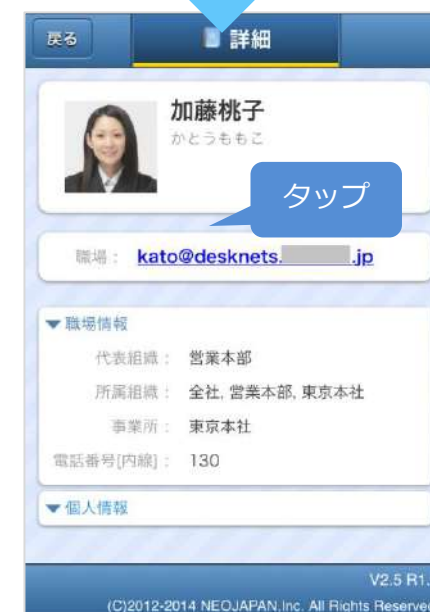 戻る
詳細
加藤桃子
かとうももこ
タップ
職場： kato@desknets. .jp
▼職場情報
代表組織： 営業本部
所属組織： 全社, 営業本部, 東京本社
事業所： 東京本社
電話番号[内線]： 130
▼個人情報
V2.5 R1.
(C)2012-2014 NEOJAPAN,Inc. All Rights Reserved